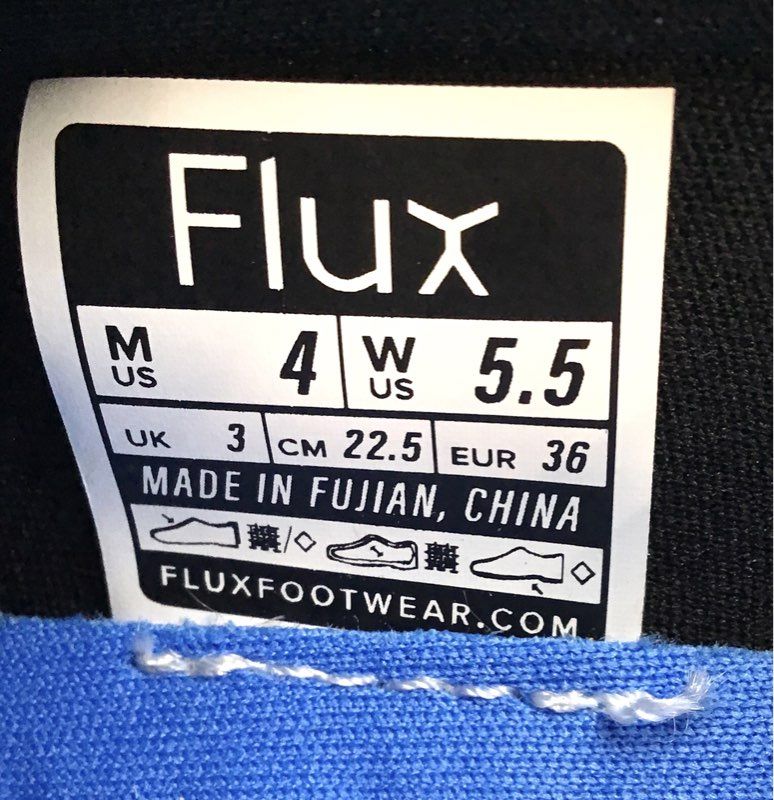 Flux
M US 4 W US 5.5
UK 3 CM 22.5 EUR 36
MADE IN FUJIAN, CHINA
FLUXFOOTWEAR.COM